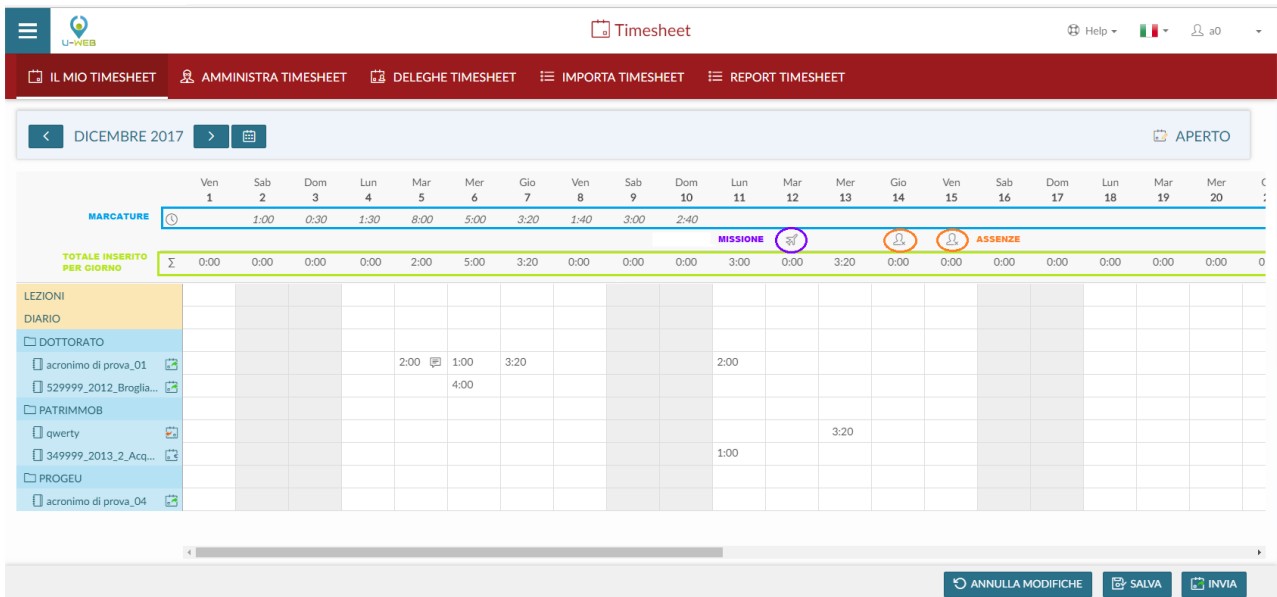 U-WEB
Timesheet
Help
a0
IL MIO TIMESHEET AMMINISTRA TIMESHEET DELEGHE TIMESHEET IMPORTA TIMESHEET REPORT TIMESHEET
DICEMBRE 2017
APERTO
Ven Sab Dom Lun Mar Mer Gio Ven Sab Dom Lun Mar Mer Gio Ven Sab Dom Lun Mar Mer
1 2 3 4 5 6 7 8 9 10 11 12 13 14 15 16 17 18 19 20
MARCATURE 1:00 0:30 1:30 8:00 5:00 3:20 1:40 3:00 2:40
MISSIONE ASSENZE
TOTALE INSERITO
PER GIORNO
Σ 0:00 0:00 0:00 0:00 2:00 5:00 3:20 0:00 0:00 0:00 3:00 0:00 3:20 0:00 0:00 0:00 0:00 0:00 0:00 0:00
LEZIONI
DIARIO
DOTTORATO
acronimo di prova_01 2:00 1:00 3:20 2:00
529999_2012_Broglia... 4:00
PATRIMMOB
qwerty 3:20
349999_2013_2_Acq... 1:00
PROGEU
acronimo di prova_04
ANNULLA MODIFICHE SALVA INVIA